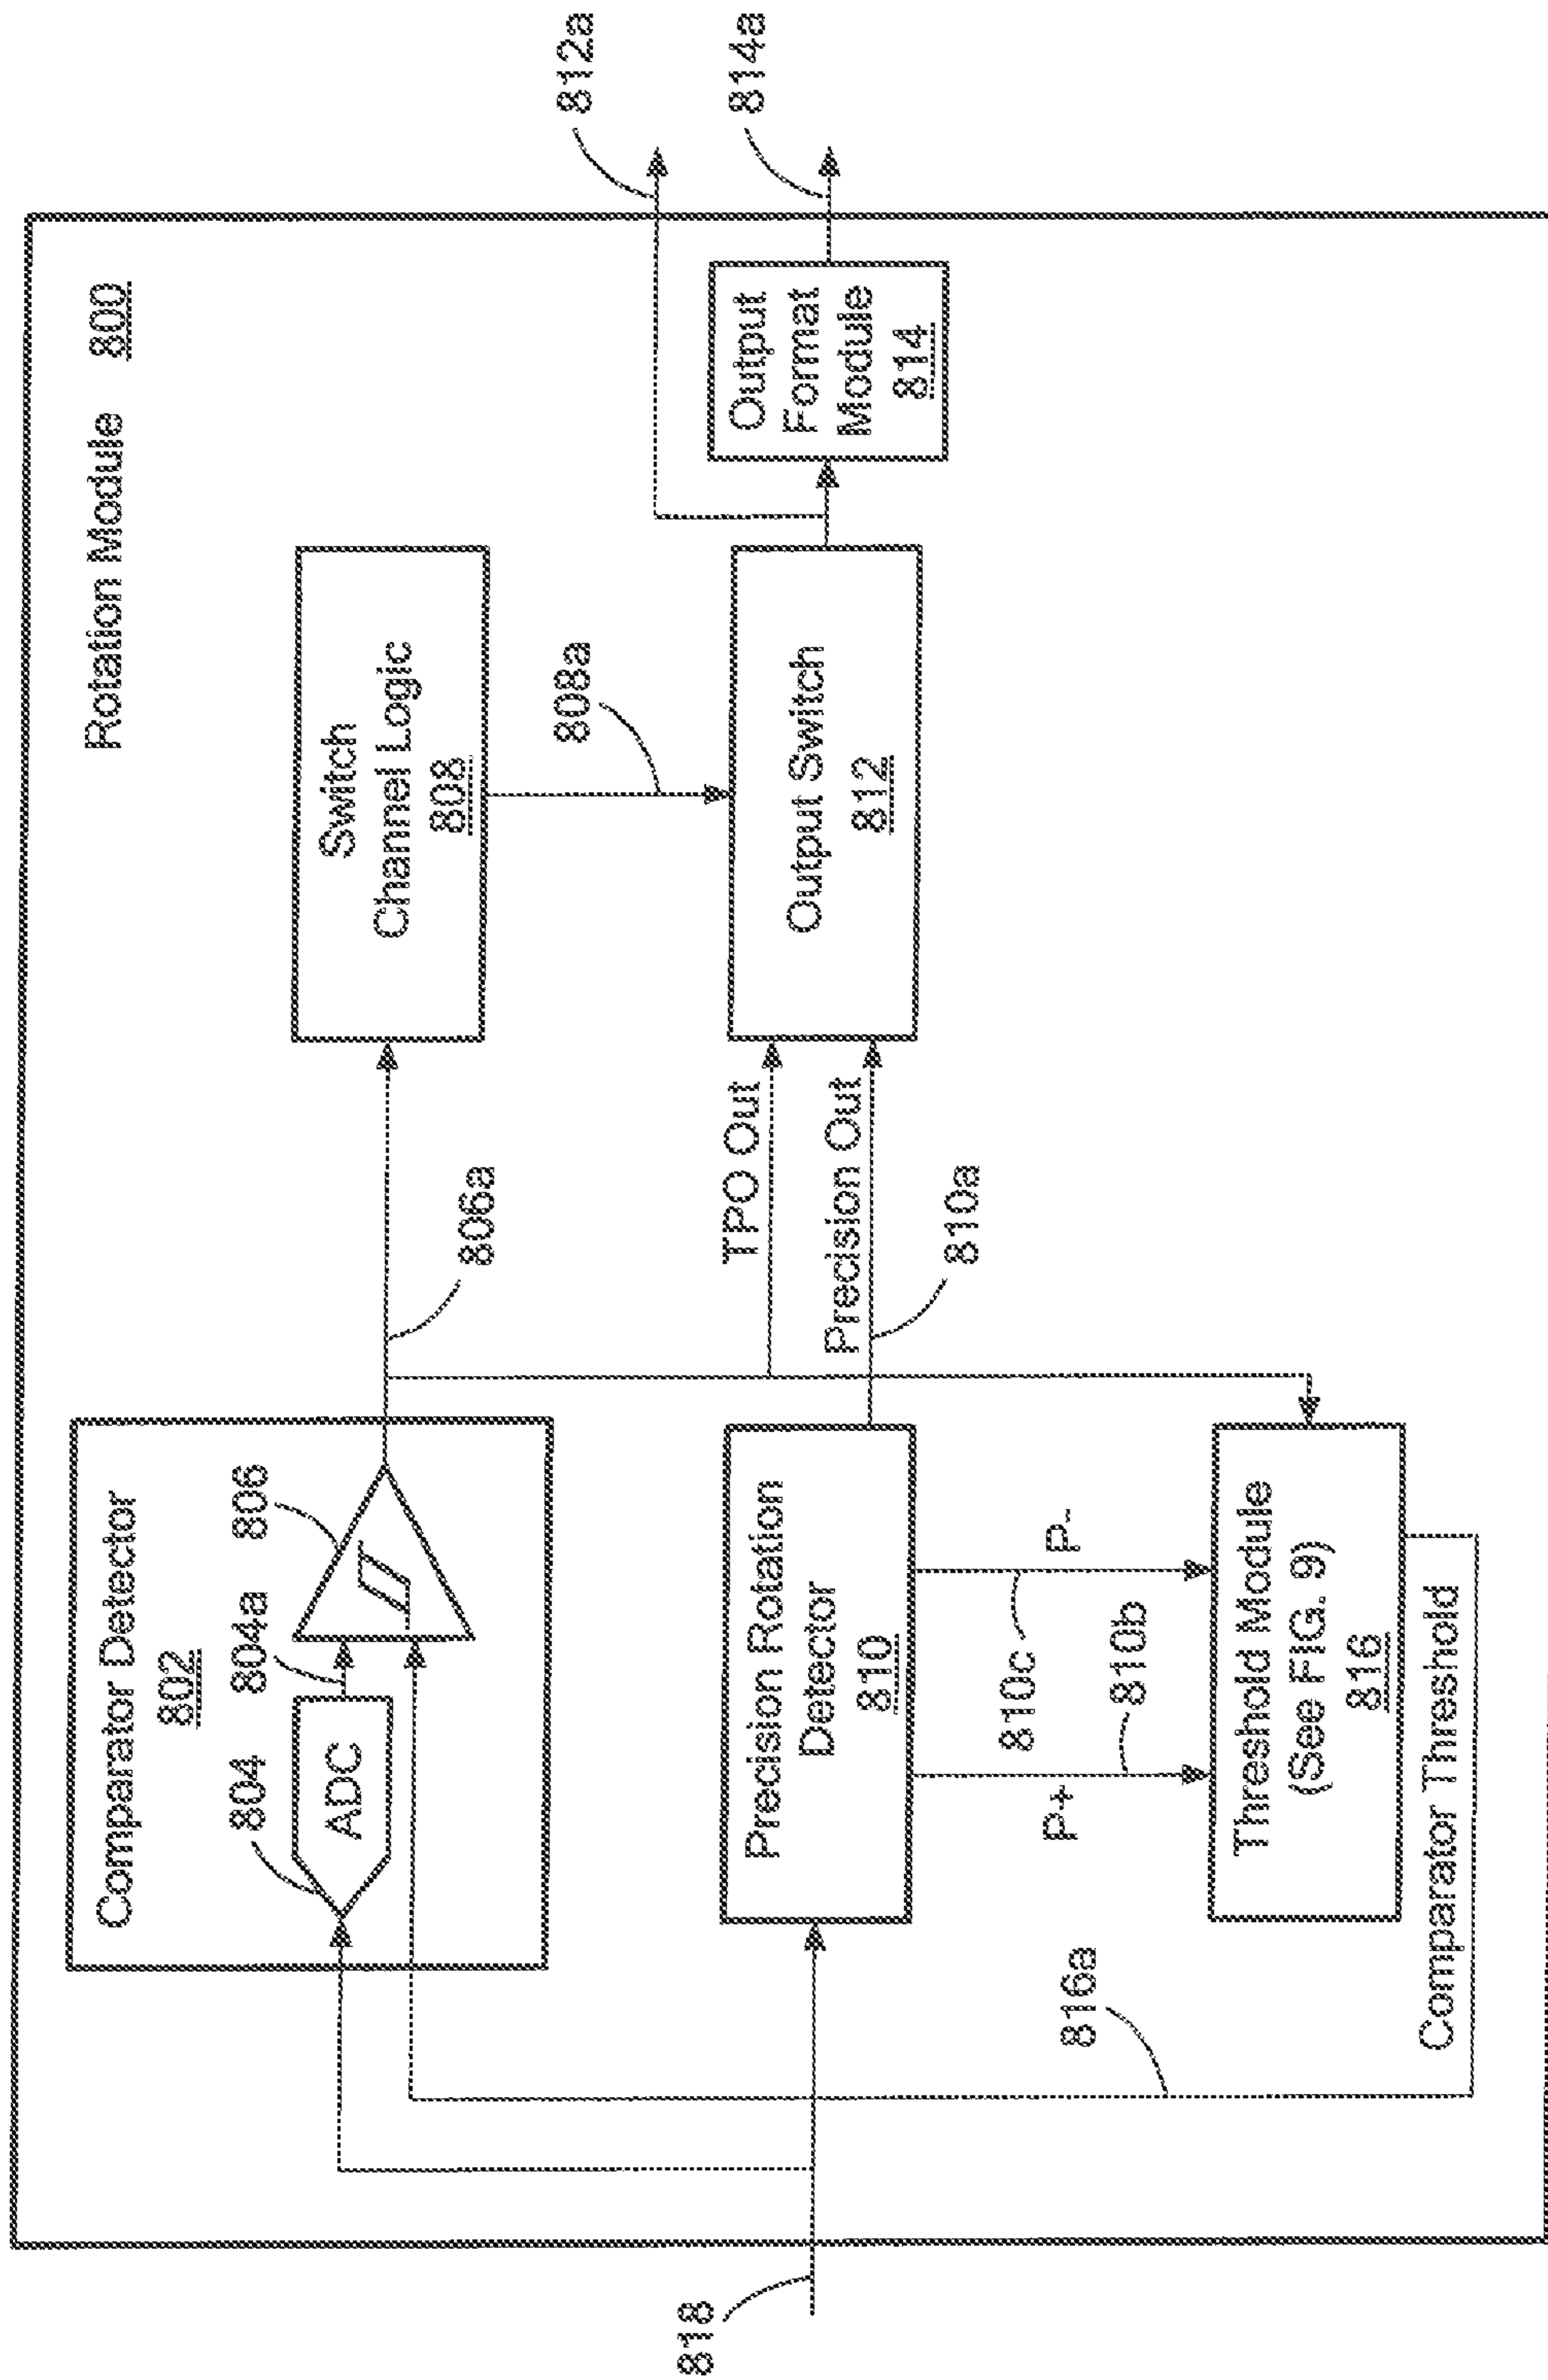 Rotation Module 800
Comparator Detector
802
804
804a
806
ADC
806a
Switch
Channel Logic
808
808a
812a
814a
TPO Out
Precision Out
810a
Output Switch
812
Output
Format
Module
814
818
Precision Rotation
Detector
810
P+
810b
810c
P-
Threshold Module
(See FIG. 9)
816
816a
Comparator Threshold